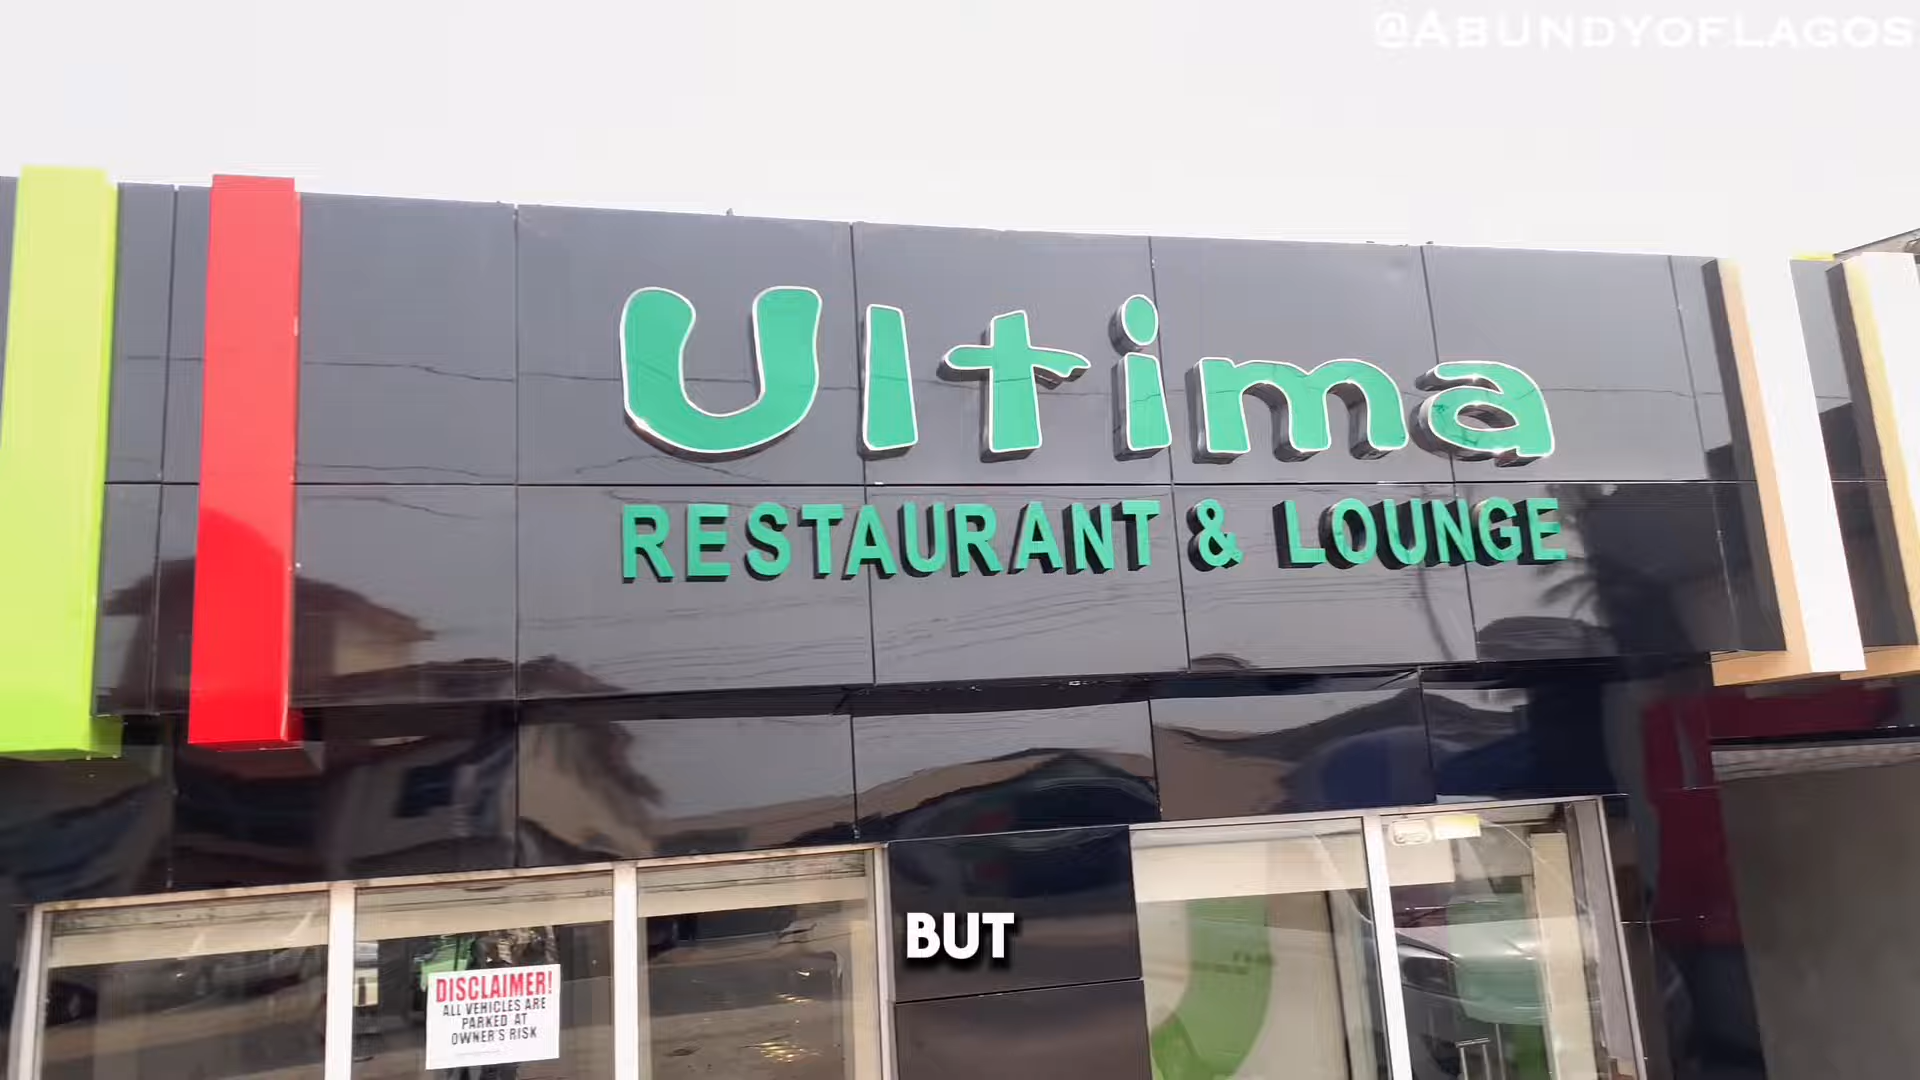 @ABUNDYOFLAGOS
Ultima
RESTAURANT & LOUNGE
BUT
DISCLAIMER!
ALL VEHICLES ARE
PARKED AT
OWNER'S RISK